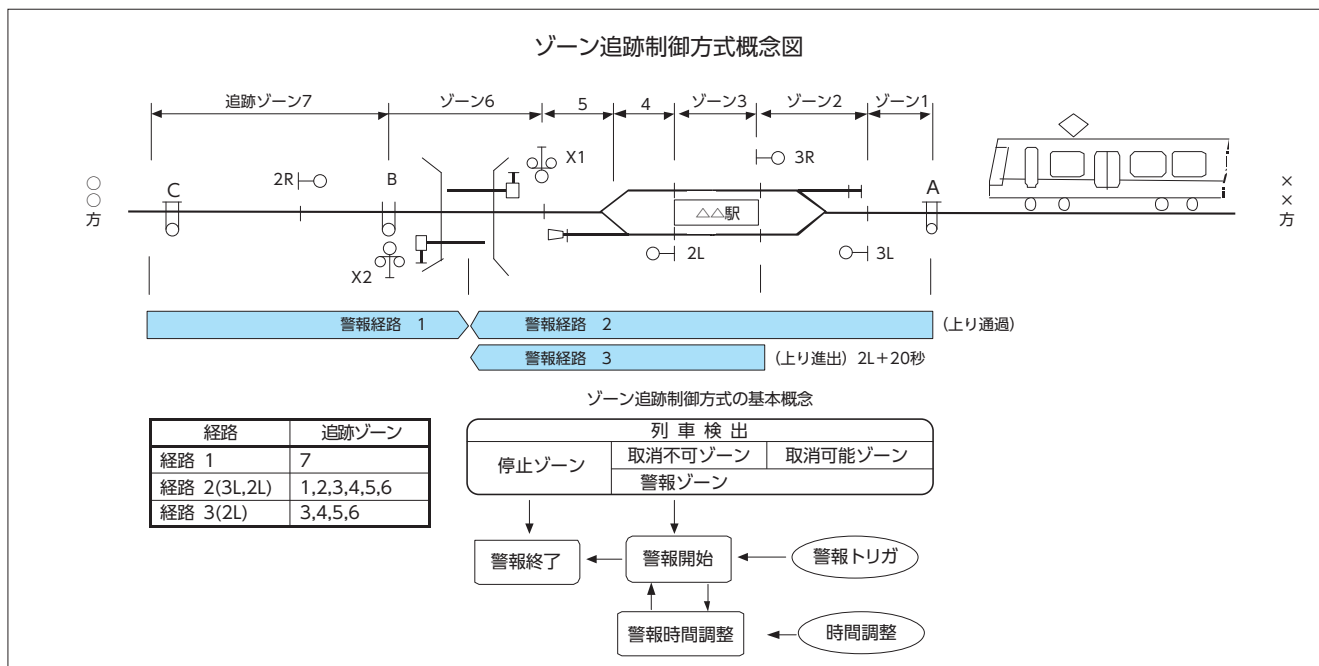 ゾーン追跡制御方式概念図
追跡ゾーン7
ゾーン6
5
4
ゾーン3
ゾーン2
ゾーン1
X1
3R
2R
B
C
A
○○方
××方
△△駅
X2
2L
3L
警報経路 1
警報経路 2
(上り通過)
警報経路 3
(上り進出) 2L+20秒
ゾーン追跡制御方式の基本概念
経路 追跡ゾーン
経路 1 7
経路 2(3L,2L) 1,2,3,4,5,6
経路 3(2L) 3,4,5,6
列車検出
停止ゾーン
取消不可ゾーン
取消可能ゾーン
警報ゾーン
警報終了
警報開始
警報トリガ
警報時間調整
時間調整